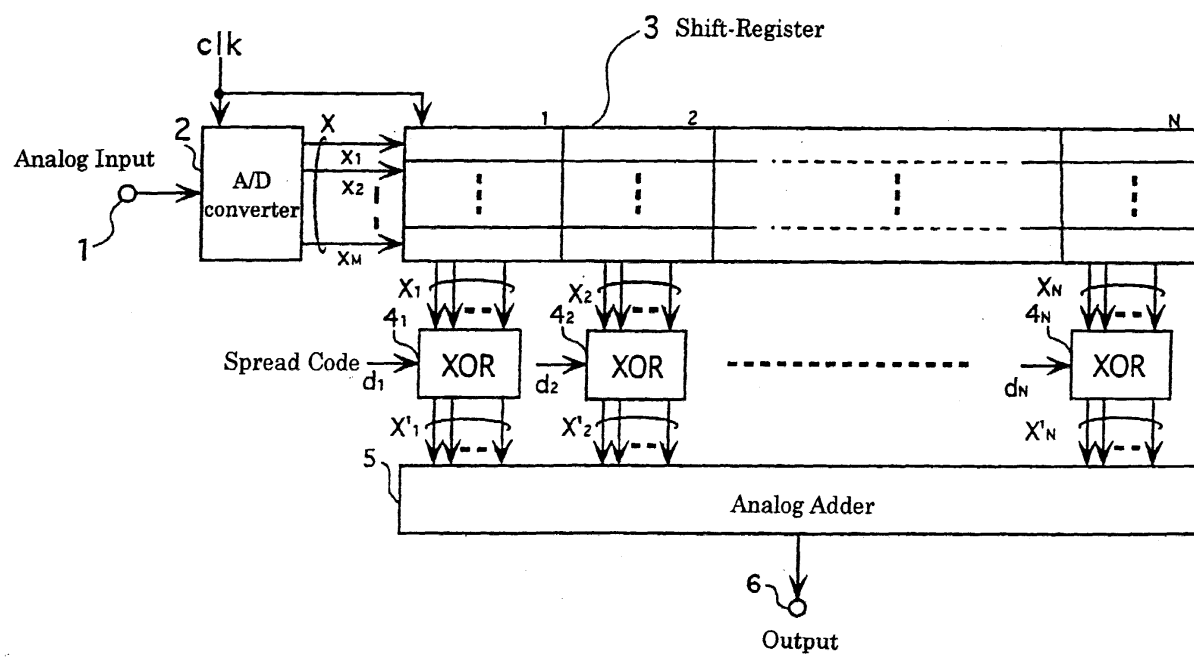 3 Shift-Register
clk
1 2 N
2 X
Analog Input
A/D
converter
x1
x2
xM
1
X1 X2 XN
41 42 4N
Spread Code
d1 d2 dN
XOR XOR XOR
X'1 X'2 X'N
5
Analog Adder
6
Output